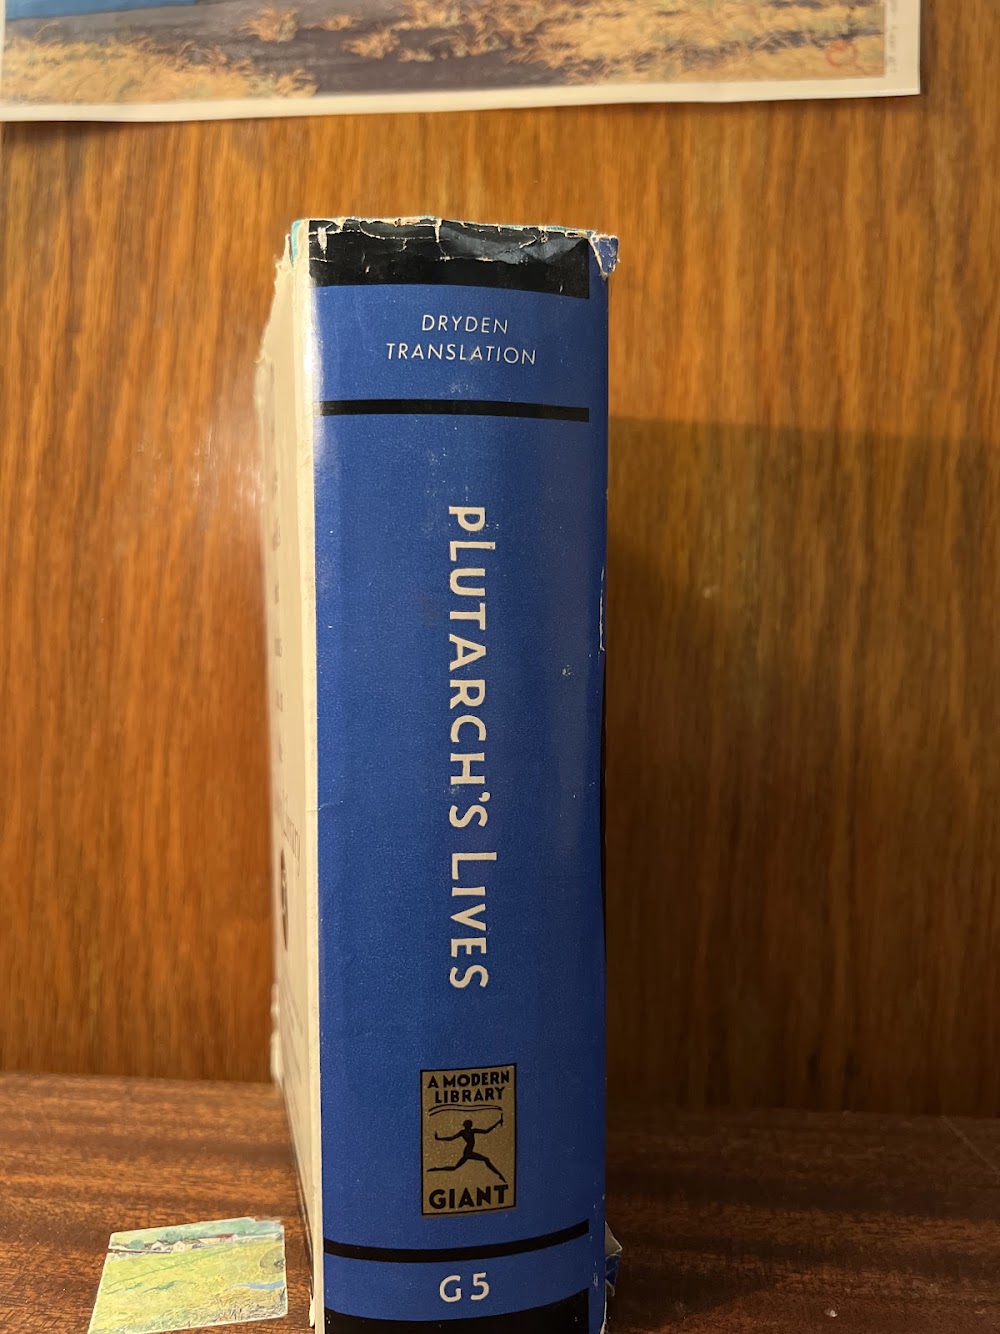 DRYDEN
TRANSLATION
PLUTARCH'S LIVES
A MODERN
LIBRARY
GIANT
G5